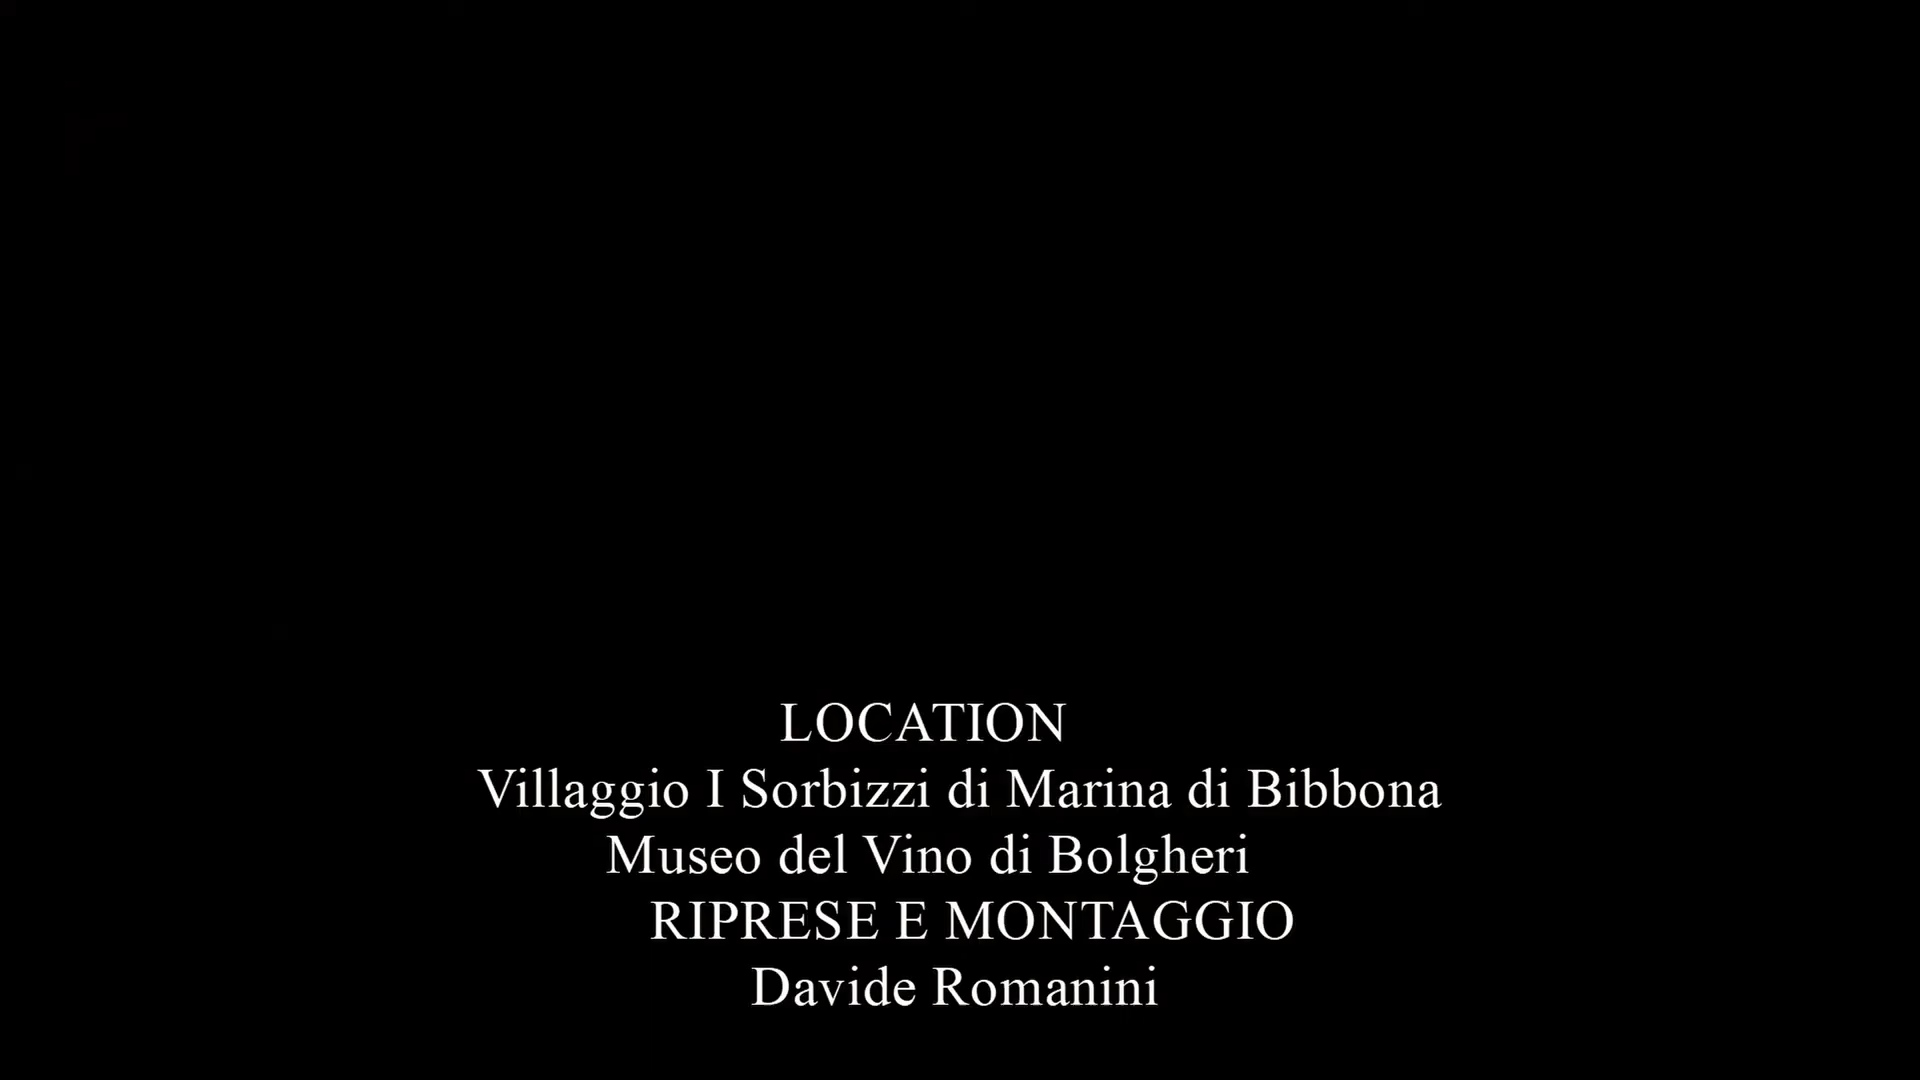 LOCATION
Villaggio I Sorbizzi di Marina di Bibbona
Museo del Vino di Bolgheri
RIPRESE E MONTAGGIO
Davide Romanini